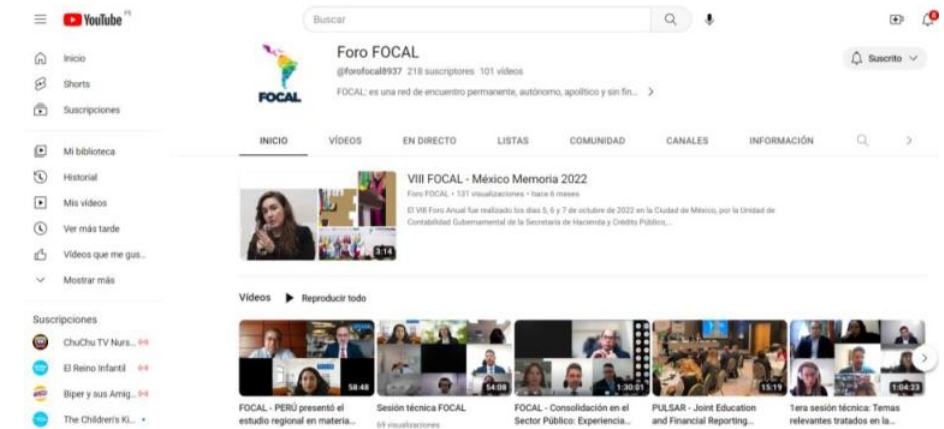 YouTube PE
Buscar
6
Inicio
Shorts
Suscripciones
Mi biblioteca
Historial
Mis vídeos
Ver más tarde
Vídeos que me gus...
Mostrar más
Suscripciones
ChuChu TV Nurs...
El Reino Infantil
Biper y sus Amig...
The Children's Ki...
FOCAL
Foro FOCAL
@forofocal8937 218 suscriptores 101 vídeos
FOCAL: es una red de encuentro permanente, autónomo, apolítico y sin fin...
Suscrito
INICIO VÍDEOS EN DIRECTO LISTAS COMUNIDAD CANALES INFORMACIÓN
3:14
VIII FOCAL - México Memoria 2022
Foro FOCAL • 131 visualizaciones • hace 6 meses
El VIII Foro Anual fue realizado los días 5, 6 y 7 de octubre de 2022 en la Ciudad de México, por la Unidad de
Contabilidad Gubernamental de la Secretaría de Hacienda y Crédito Público,...
Vídeos Reproducir todo
58:48
FOCAL - PERÚ presentó el
estudio regional en materia...
54:08
Sesión técnica FOCAL
69 visualizaciones
1:30:01
FOCAL - Consolidación en el
Sector Público: Experiencia...
15:19
PULSAR - Joint Education
and Financial Reporting...
1:04:23
1era sesión técnica: Temas
relevantes tratados en la...